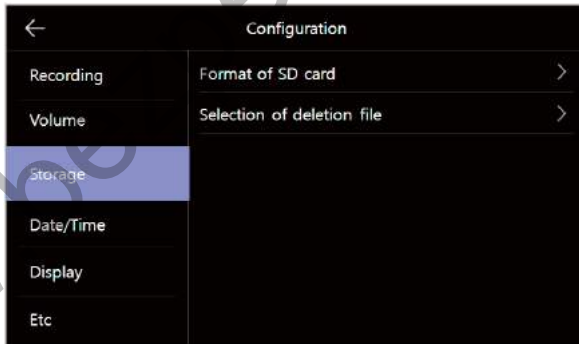 Configuration
Recording
Volume
Storage
Date/Time
Display
Etc
Format of SD card
Selection of deletion file